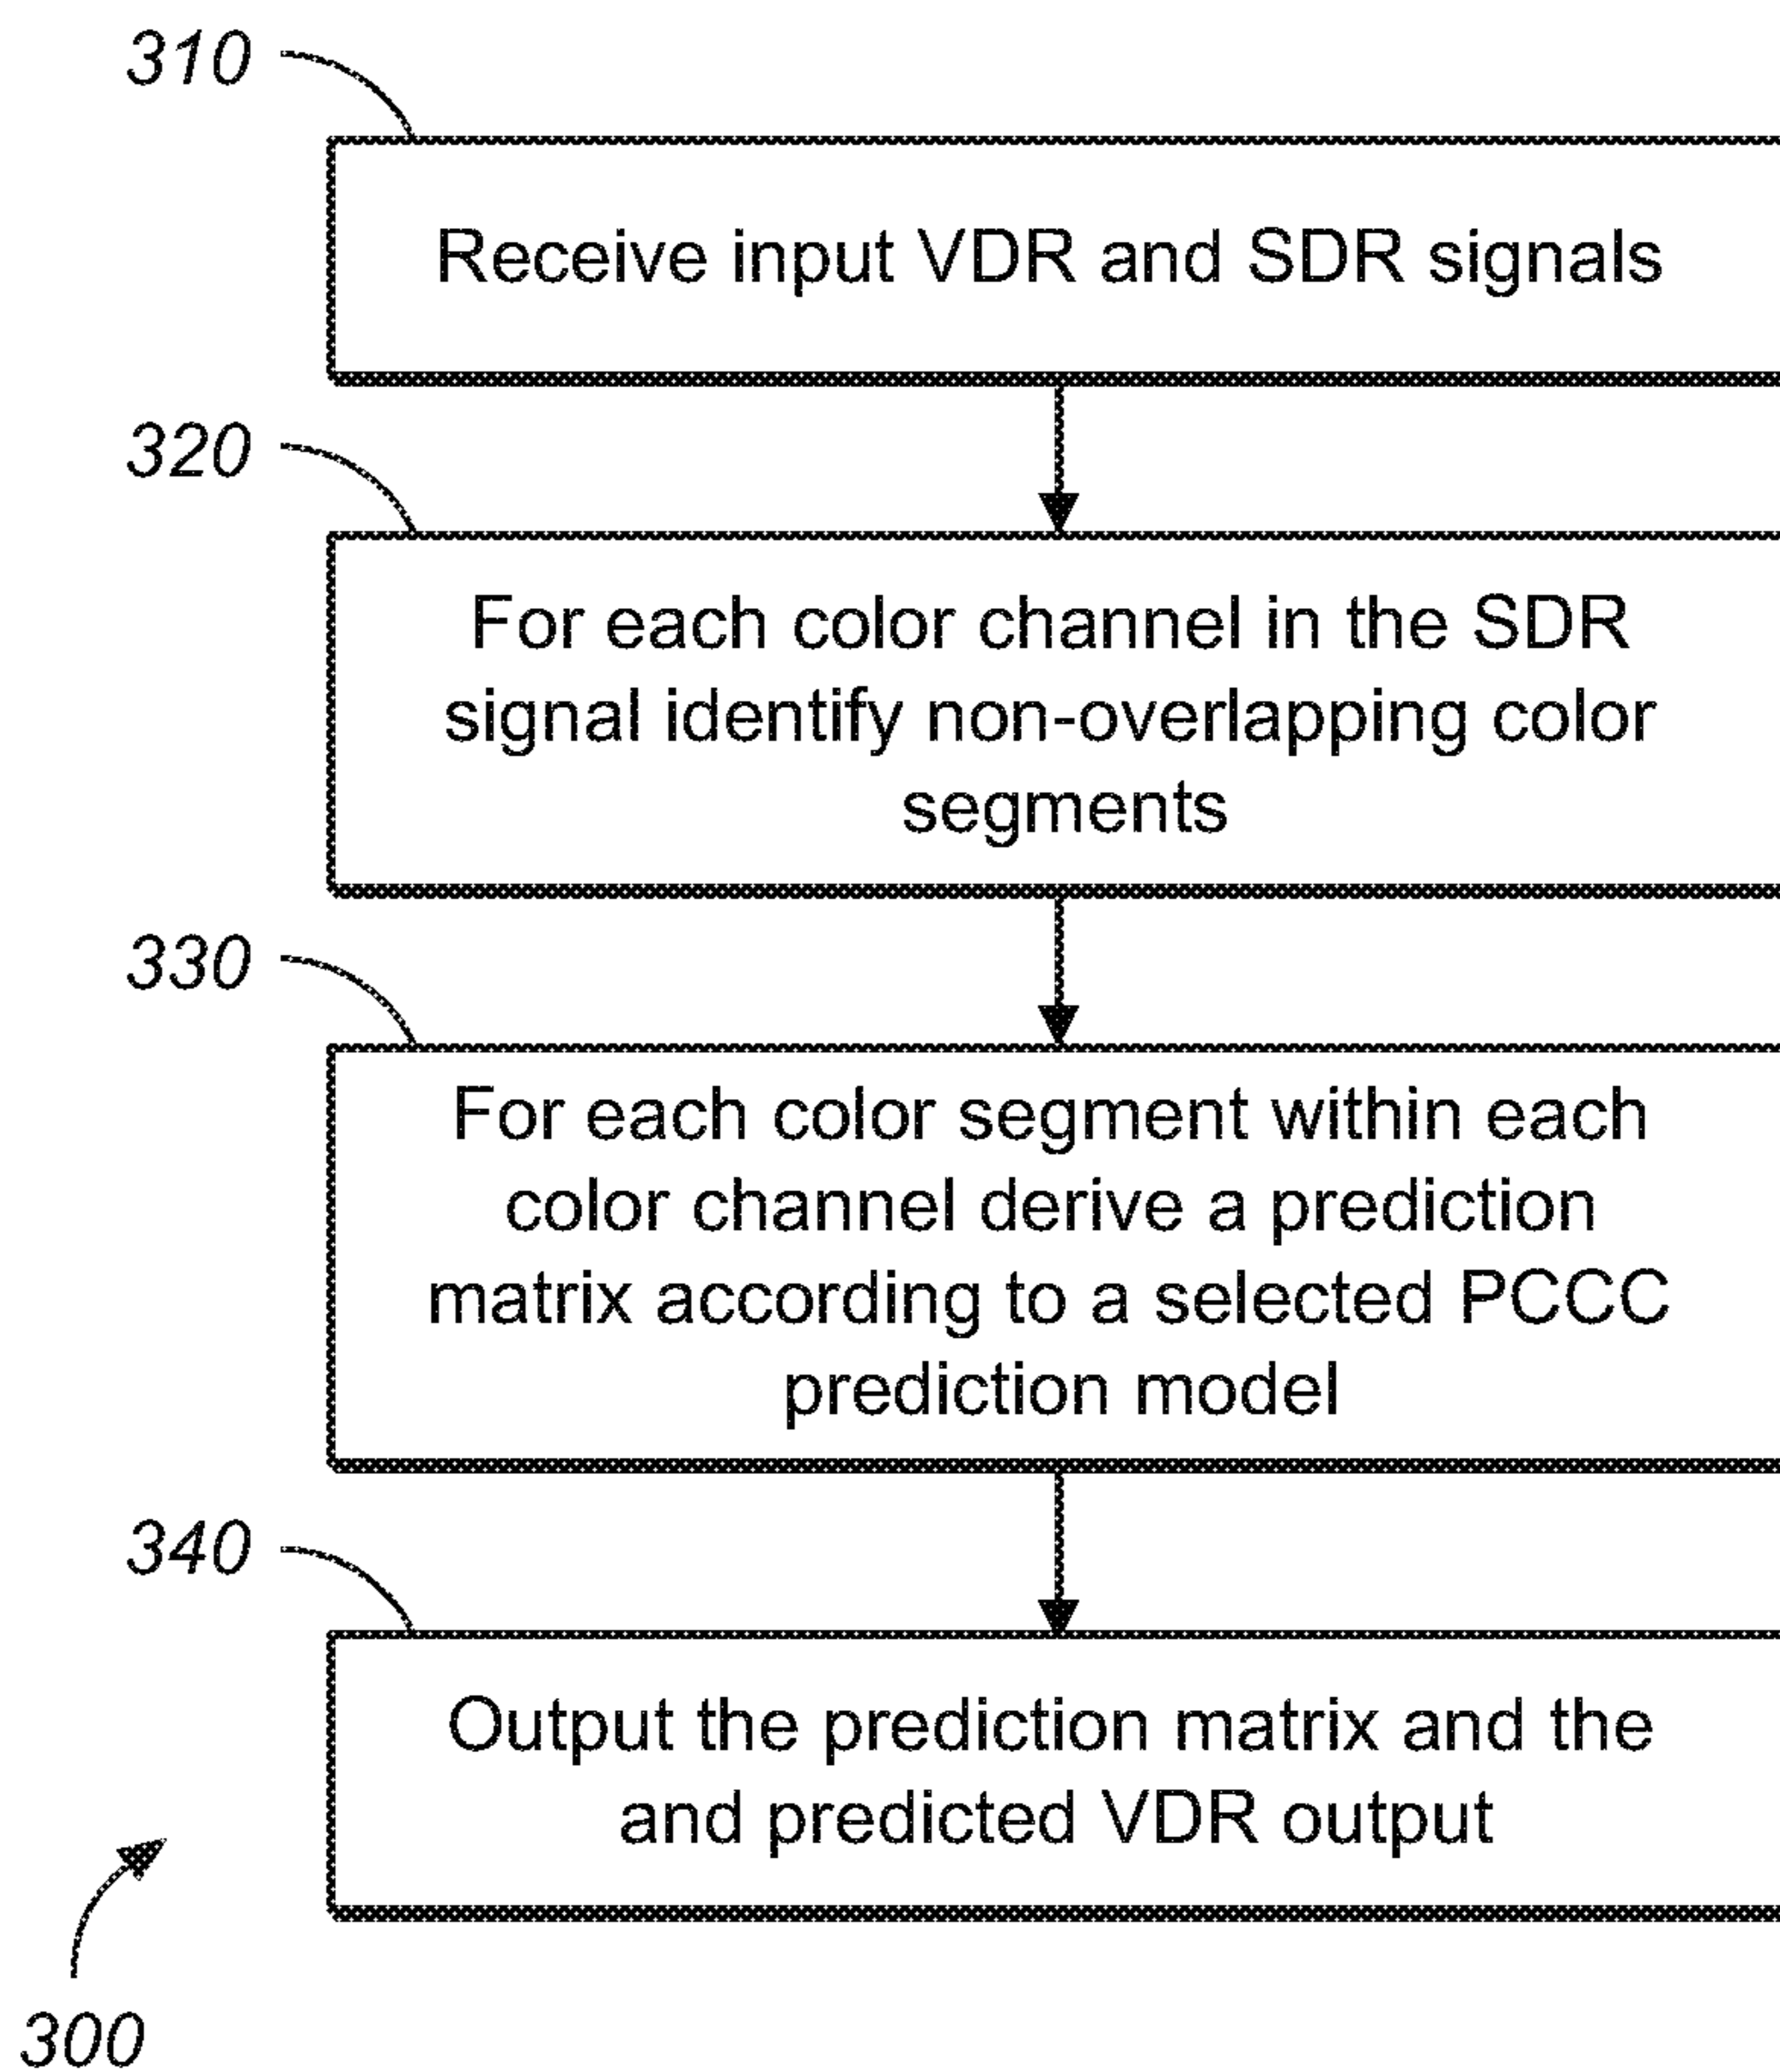 310
Receive input VDR and SDR signals
320
For each color channel in the SDR
signal identify non-overlapping color
segments
330
For each color segment within each
color channel derive a prediction
matrix according to a selected PCCC
prediction model
340
Output the prediction matrix and the
and predicted VDR output
300